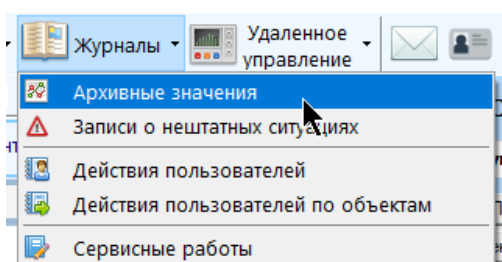 Журналы
Удаленное
управление
Архивные значения
Записи о нештатных ситуациях
Действия пользователей
Действия пользователей по объектам
Сервисные работы